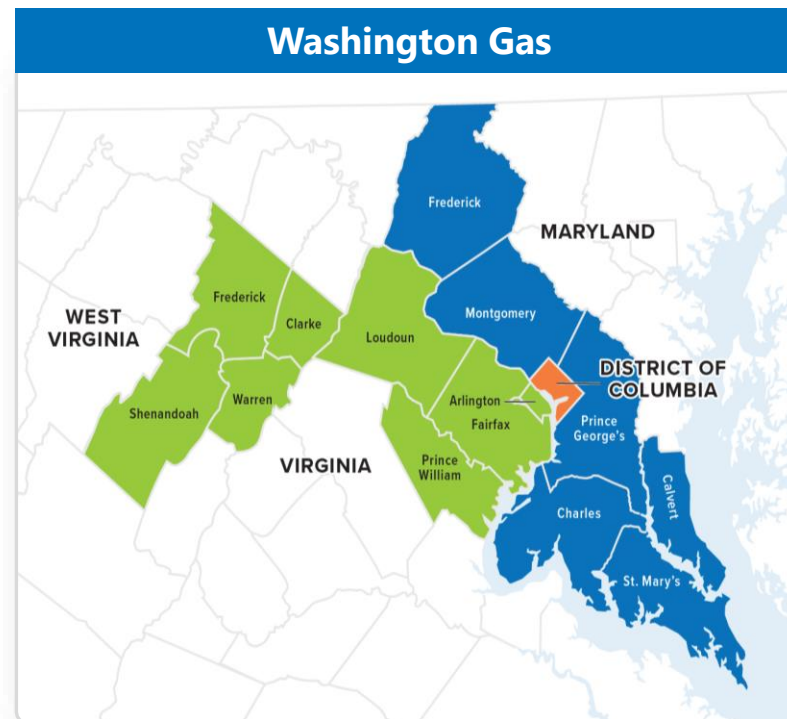 Washington Gas
Frederick
MARYLAND
Frederick
Montgomery
WEST
VIRGINIA
Clarke
Loudoun
DISTRICT OF
COLUMBIA
Shenandoah
Warren
Arlington
Fairfax
Prince
George's
VIRGINIA
Prince
William
Calvert
Charles
St. Mary's